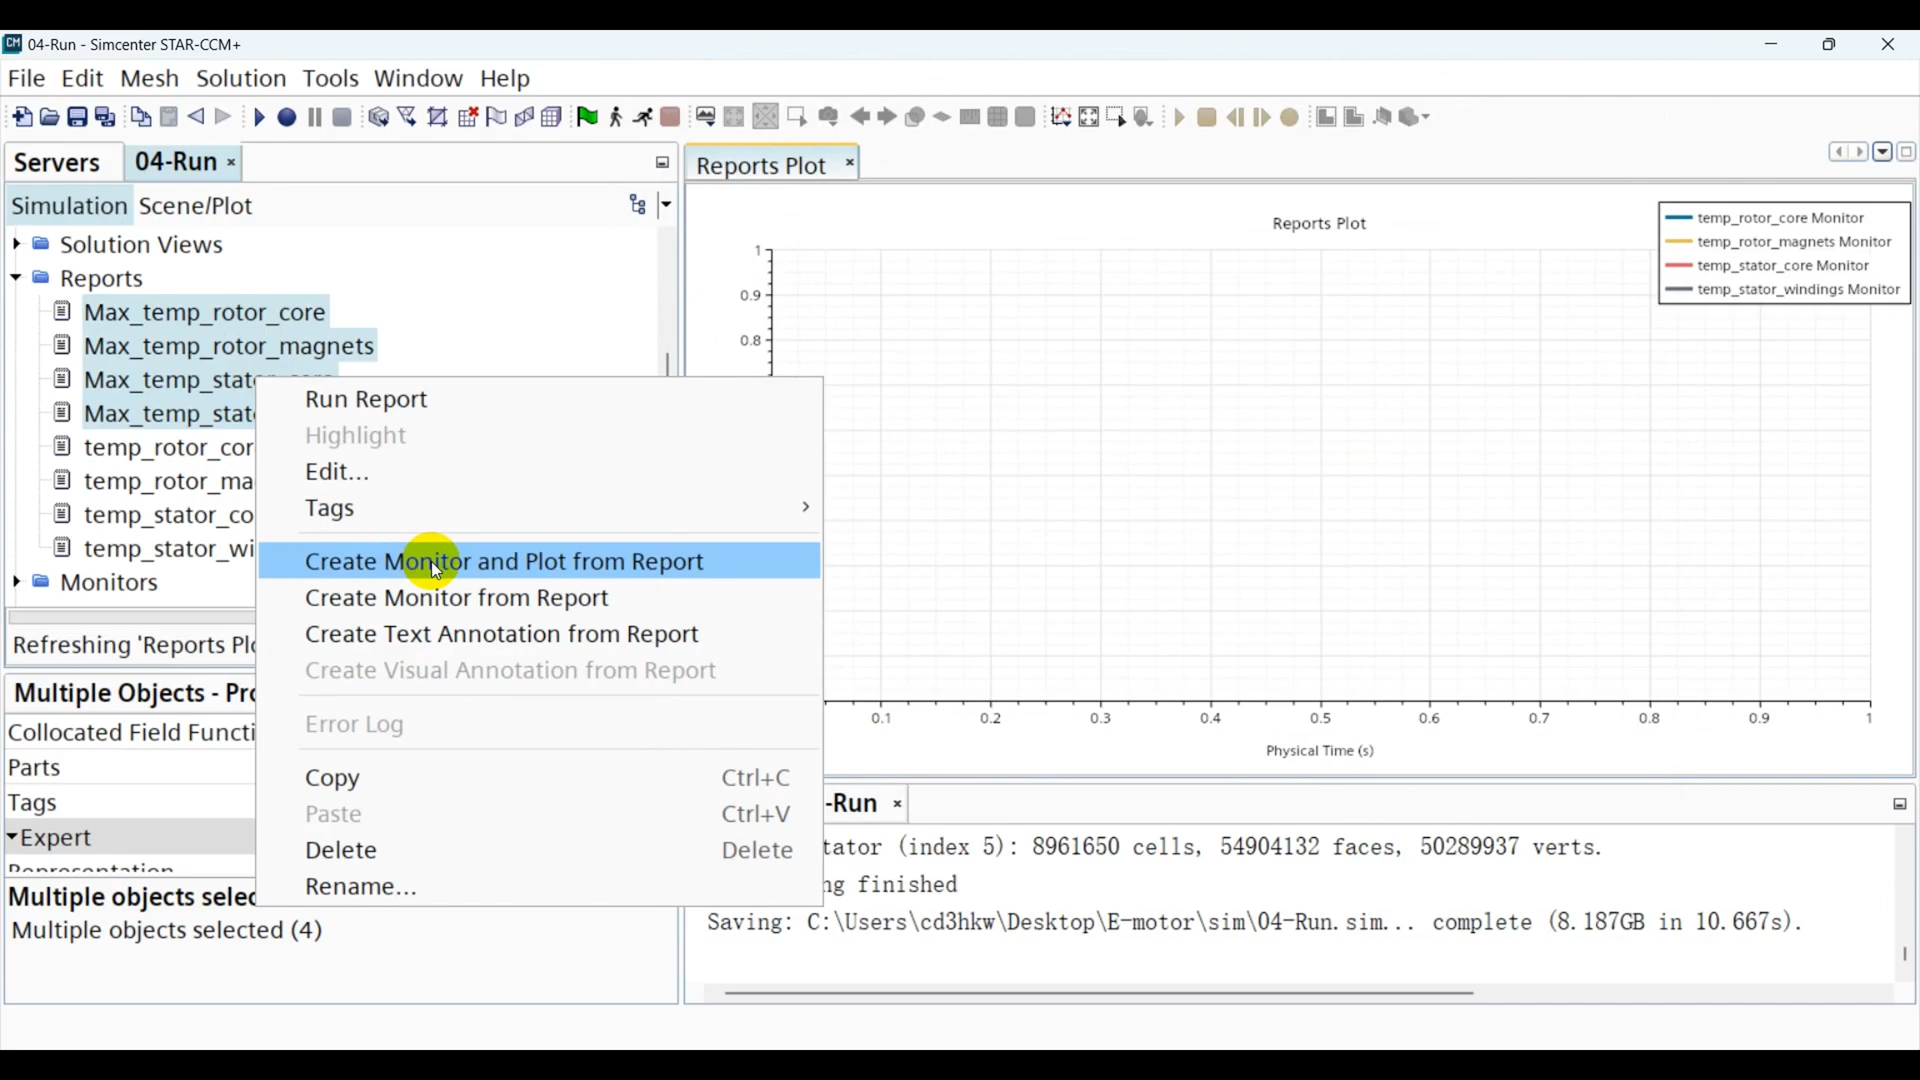 CM 04-Run - Simcenter STAR-CCM+
File Edit Mesh Solution Tools Window Help
Servers 04-Run ×
Simulation Scene/Plot
Solution Views
Reports
Max_temp_rotor_core
Max_temp_rotor_magnets
Max_temp_stat
Max_temp_stat
temp_rotor_cor
temp_rotor_ma
temp_stator_co
temp_stator_wi
Monitors
Refreshing 'Reports Plo
Multiple Objects - Pro
Collocated Field Functi
Parts
Tags
Expert
Multiple objects selec
Multiple objects selected (4)
Run Report
Highlight
Edit...
Tags
Create Monitor and Plot from Report
Create Monitor from Report
Create Text Annotation from Report
Create Visual Annotation from Report
Error Log
Copy Ctrl+C
Paste Ctrl+V
Delete Delete
Rename...
Reports Plot ×
Reports Plot
temp_rotor_core Monitor
temp_rotor_magnets Monitor
temp_stator_core Monitor
temp_stator_windings Monitor
1
0.9
0.8
0.1 0.2 0.3 0.4 0.5 0.6 0.7 0.8 0.9 1
Physical Time (s)
-Run ×
tator (index 5): 8961650 cells, 54904132 faces, 50289937 verts.
ng finished
Saving: C:\Users\cd3hkw\Desktop\E-motor\sim\04-Run.sim... complete (8.187GB in 10.667s).